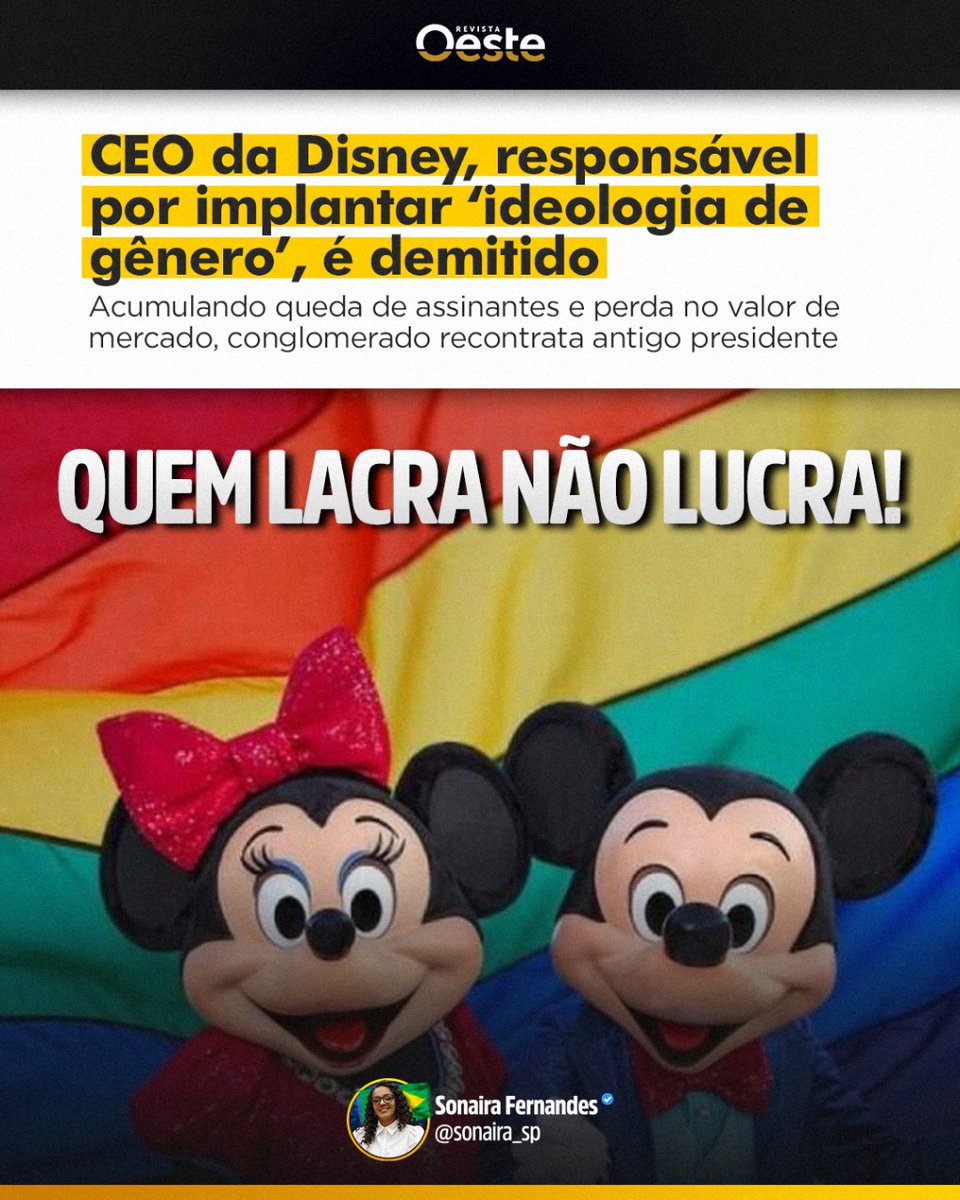 REVISTA
Oeste
CEO da Disney, responsável
por implantar ‘ideologia de
gênero’, é demitido
Acumulando queda de assinantes e perda no valor de
mercado, conglomerado recontrata antigo presidente
QUEM LACRA NÃO LUCRA!
Sonaira Fernandes
@sonaira_sp